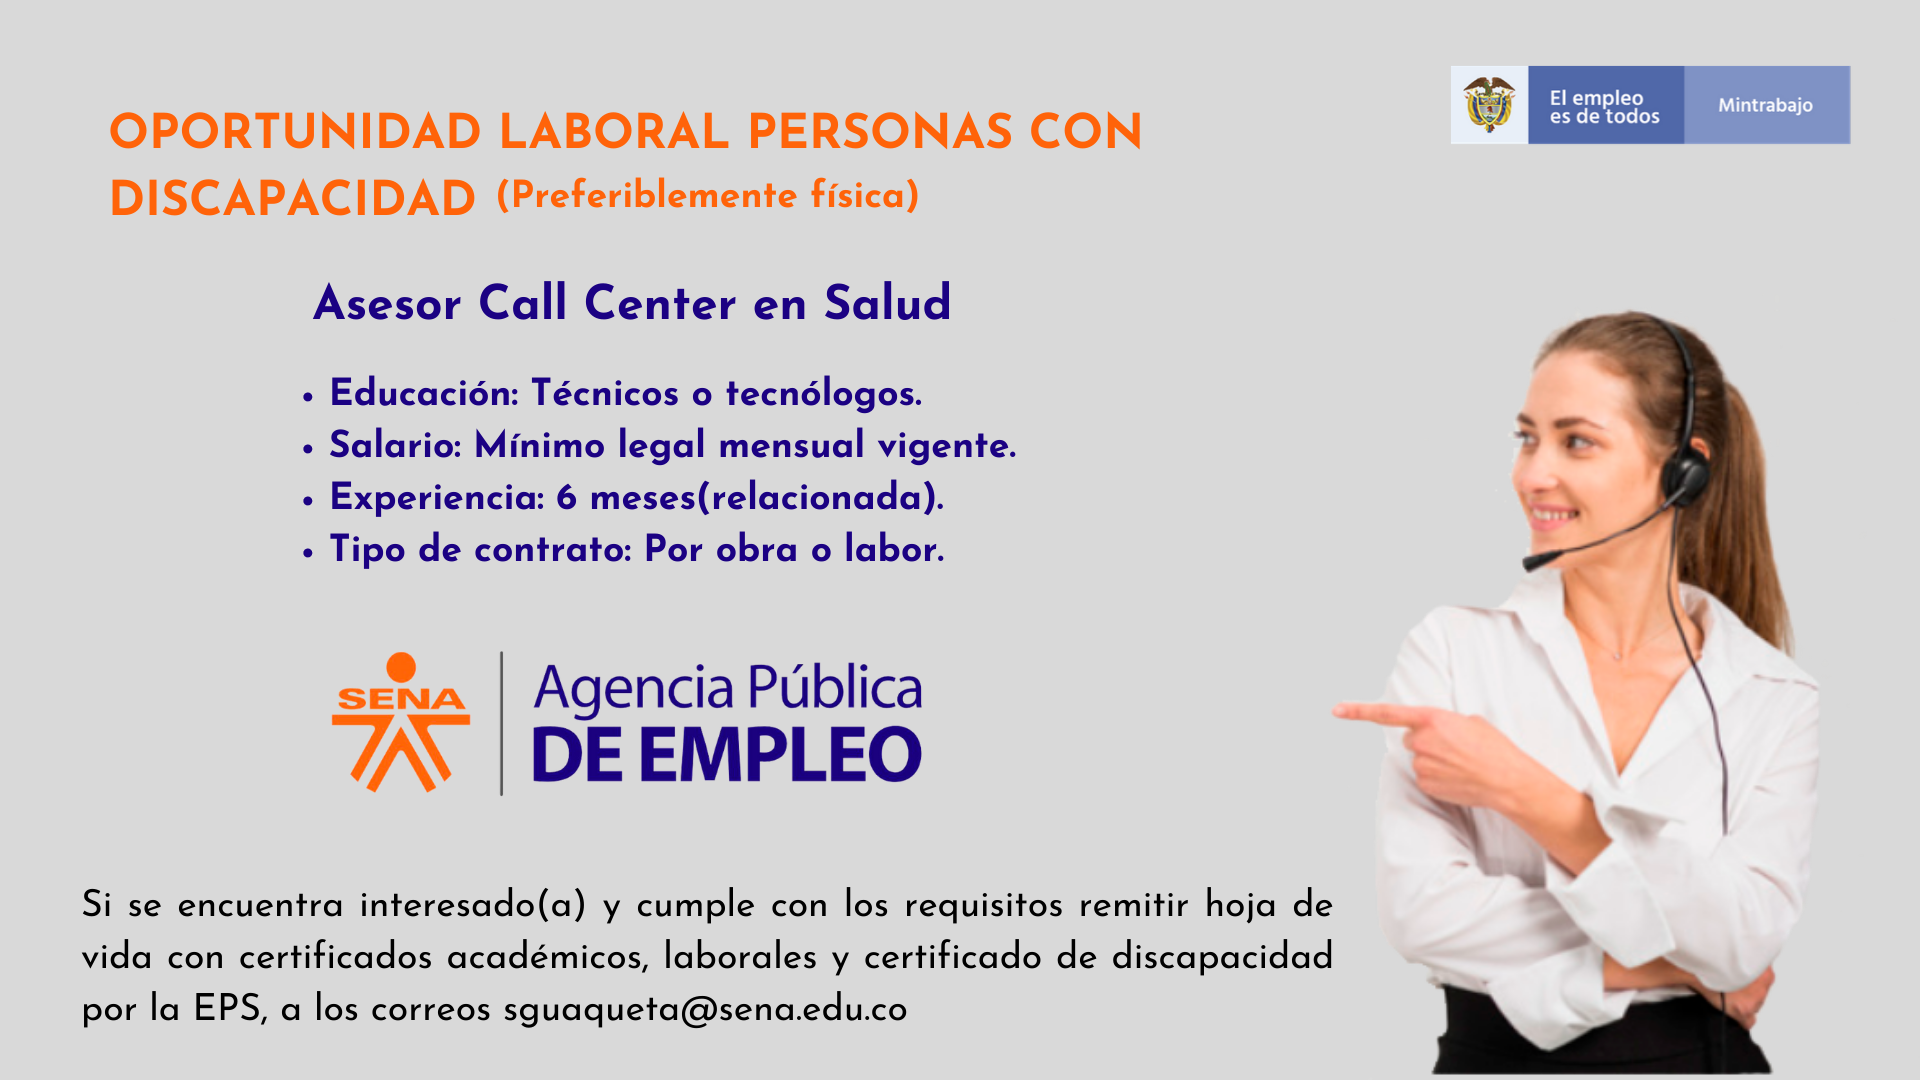 OPORTUNIDAD LABORAL PERSONAS CON
DISCAPACIDAD (Preferiblemente física)
El empleo
es de todos
Mintrabajo
Asesor Call Center en Salud
• Educación: Técnicos o tecnólogos.
• Salario: Mínimo legal mensual vigente.
• Experiencia: 6 meses(relacionada).
• Tipo de contrato: Por obra o labor.
SENA
Agencia Pública
DE EMPLEO
Si se encuentra interesado(a) y cumple con los requisitos remitir hoja de
vida con certificados académicos, laborales y certificado de discapacidad
por la EPS, a los correos sguaqueta@sena.edu.co